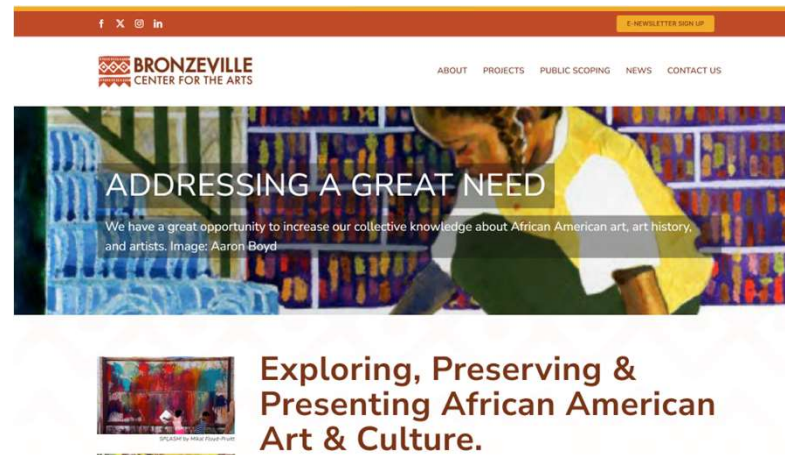 E-NEWSLETTER SIGN UP
BRONZEVILLE
CENTER FOR THE ARTS
ABOUT PROJECTS PUBLIC SCOPING NEWS CONTACT US
ADDRESSING A GREAT NEED
We have a great opportunity to increase our collective knowledge about African American art, art history,
and artists. Image: Aaron Boyd
SPLASH! by Mikal Floyd-Pruitt
Exploring, Preserving &
Presenting African American
Art & Culture.